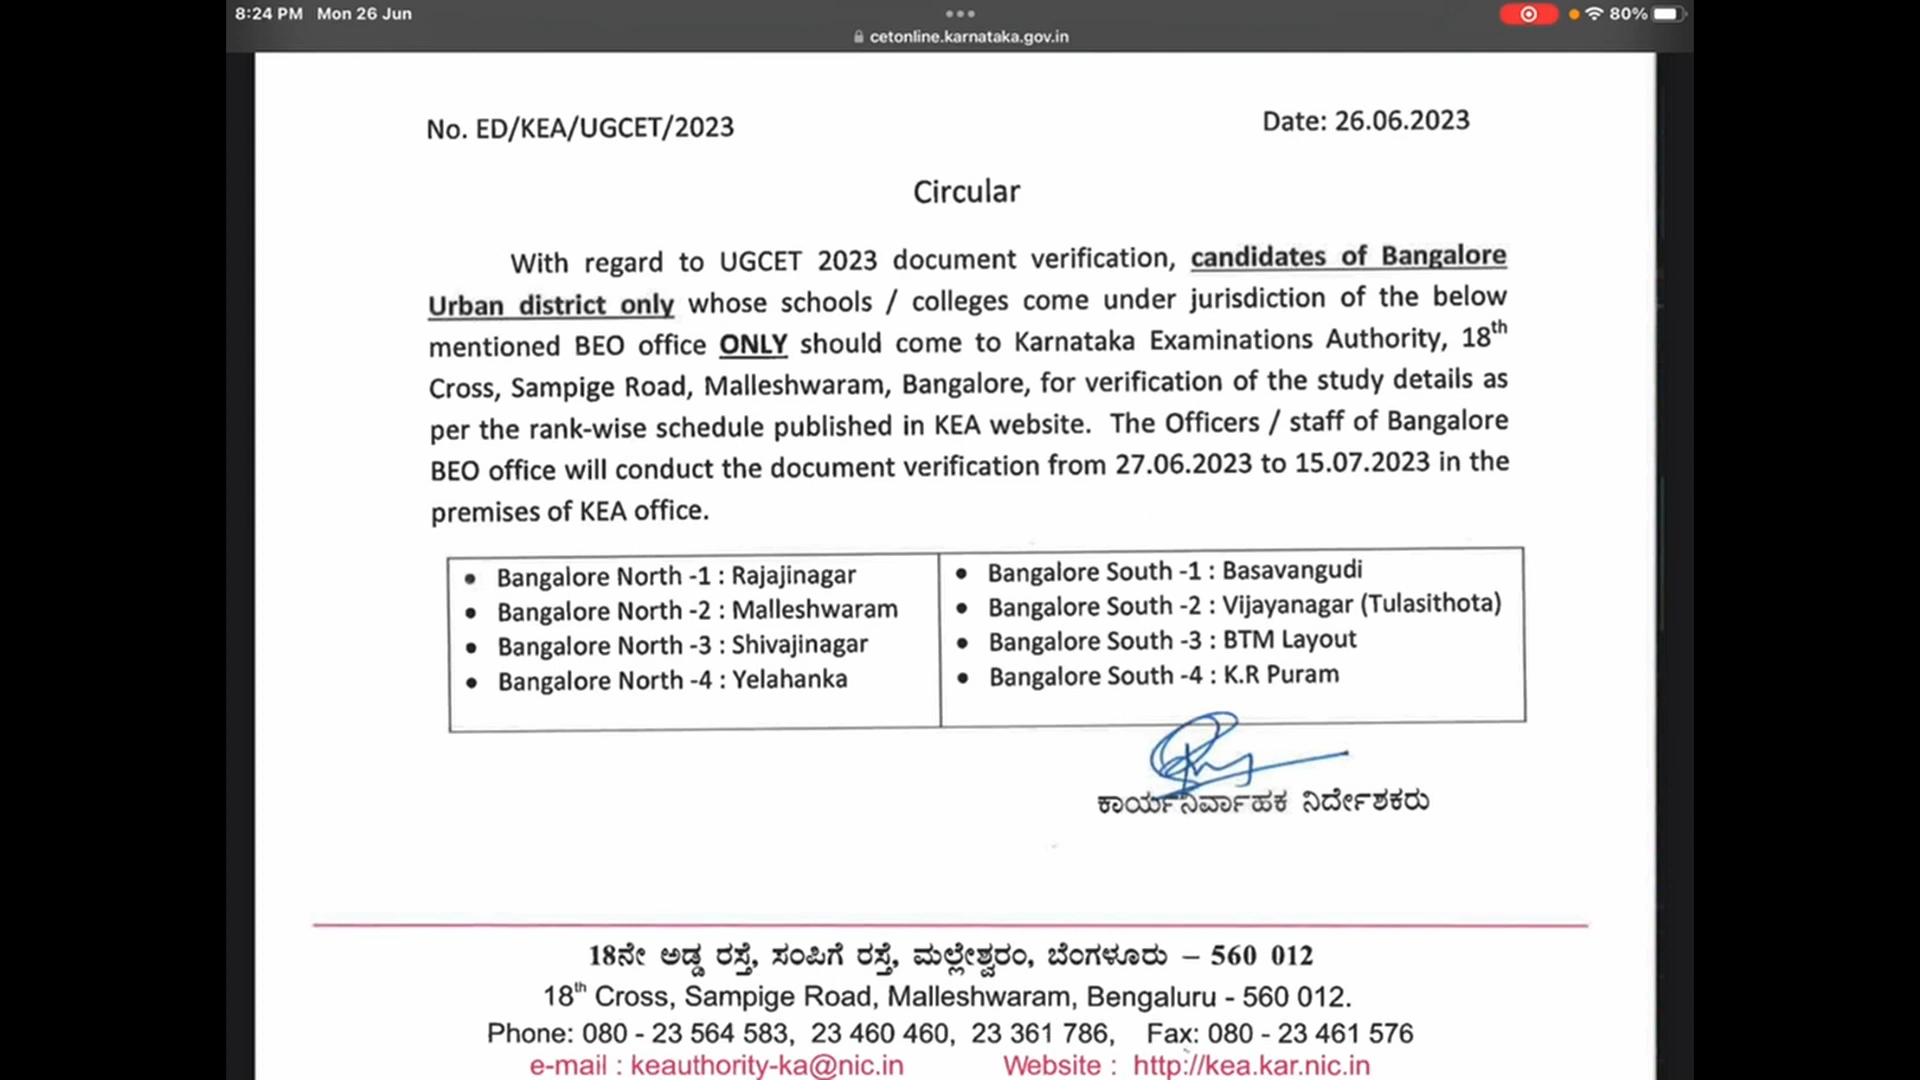 8:24 PM Mon 26 Jun
80%
cetonline.karnataka.gov.in
No. ED/KEA/UGCET/2023
Date: 26.06.2023
Circular
With regard to UGCET 2023 document verification, candidates of Bangalore
Urban district only whose schools / colleges come under jurisdiction of the below
mentioned BEO office ONLY should come to Karnataka Examinations Authority, 18th
Cross, Sampige Road, Malleshwaram, Bangalore, for verification of the study details as
per the rank-wise schedule published in KEA website. The Officers / staff of Bangalore
BEO office will conduct the document verification from 27.06.2023 to 15.07.2023 in the
premises of KEA office.
• Bangalore North -1 : Rajajinagar
• Bangalore North -2 : Malleshwaram
• Bangalore North -3 : Shivajinagar
• Bangalore North -4 : Yelahanka
• Bangalore South -1 : Basavangudi
• Bangalore South -2 : Vijayanagar (Tulasithota)
• Bangalore South -3 : BTM Layout
• Bangalore South -4 : K.R Puram
ಕಾರ್ಯನಿರ್ವಾಹಕ ನಿರ್ದೇಶಕರು
18ನೇ ಅಡ್ಡ ರಸ್ತೆ, ಸಂಪಿಗೆ ರಸ್ತೆ, ಮಲ್ಲೇಶ್ವರಂ, ಬೆಂಗಳೂರು – 560 012
18th Cross, Sampige Road, Malleshwaram, Bengaluru - 560 012.
Phone: 080 - 23 564 583, 23 460 460, 23 361 786, Fax: 080 - 23 461 576
e-mail : keauthority-ka@nic.in Website : http://kea.kar.nic.in